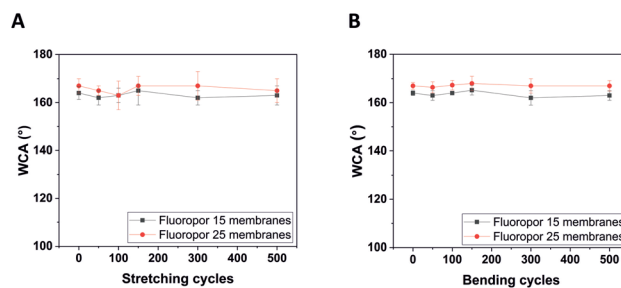 A
180
160
140
120
100
WCA (°)
Fluoropor 15 membranes
Fluoropor 25 membranes
0 100 200 300 400 500
Stretching cycles
B
180
160
140
120
100
WCA (°)
Fluoropor 15 membranes
Fluoropor 25 membranes
0 100 200 300 400 500
Bending cycles